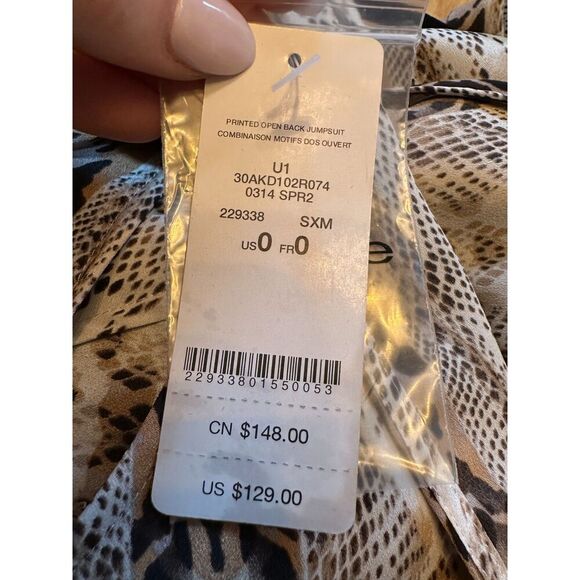 PRINTED OPEN BACK JUMPSUIT
COMBINAISON MOTIFS DOS OUVERT
U1
30AKD102R074
0314 SPR2
229338 SXM
US0 FR0
e
22933801550053
CN $148.00
US $129.00